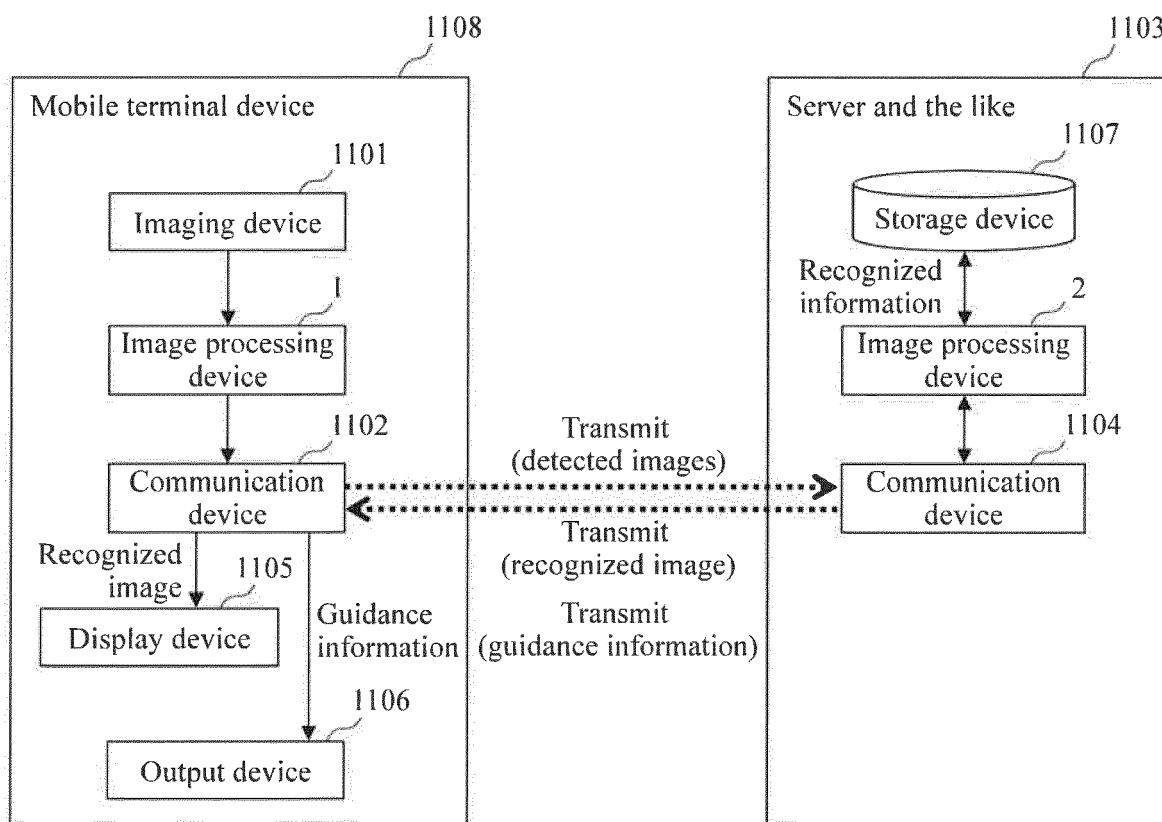 1108
1103
Mobile terminal device
Server and the like
1101
Imaging device
1107
Storage device
Recognized
information
1
Image processing
device
2
Image processing
device
1102
Communication
device
1104
Communication
device
Transmit
(detected images)
Transmit
(recognized image)
Transmit
(guidance information)
Recognized
image
1105
Display device
Guidance
information
1106
Output device